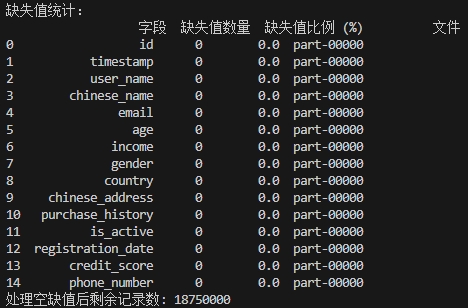 缺失值统计:
字段 缺失值数量 缺失值比例 (%) 文件
0 id 0 0.0 part-00000
1 timestamp 0 0.0 part-00000
2 user_name 0 0.0 part-00000
3 chinese_name 0 0.0 part-00000
4 email 0 0.0 part-00000
5 age 0 0.0 part-00000
6 income 0 0.0 part-00000
7 gender 0 0.0 part-00000
8 country 0 0.0 part-00000
9 chinese_address 0 0.0 part-00000
10 purchase_history 0 0.0 part-00000
11 is_active 0 0.0 part-00000
12 registration_date 0 0.0 part-00000
13 credit_score 0 0.0 part-00000
14 phone_number 0 0.0 part-00000
处理空缺值后剩余记录数: 18750000